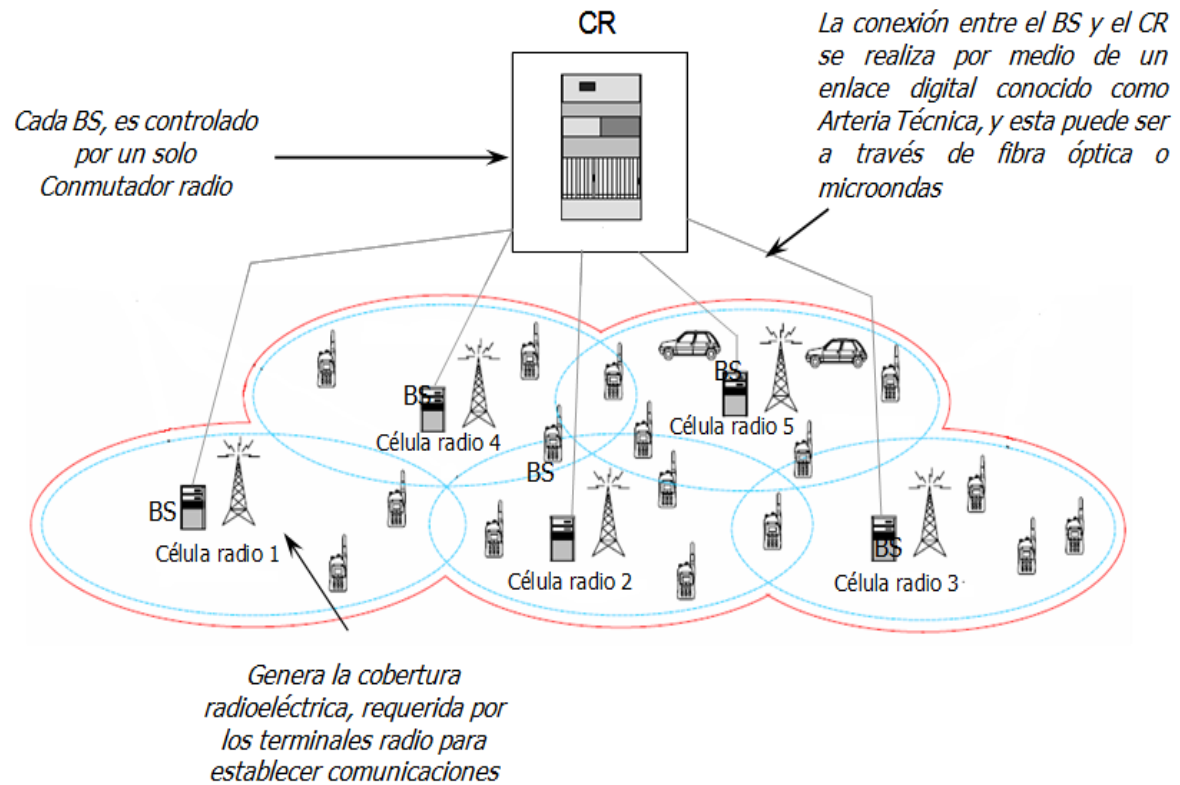 CR
La conexión entre el BS y el CR
se realiza por medio de un
enlace digital conocido como
Arteria Técnica, y esta puede ser
a través de fibra óptica o
microondas
Cada BS, es controlado
por un solo
Conmutador radio
BS
Célula radio 4
BS
Célula radio 5
BS
Célula radio 1
BS
Célula radio 2
BS
Célula radio 3
Genera la cobertura
radioeléctrica, requerida por
los terminales radio para
establecer comunicaciones